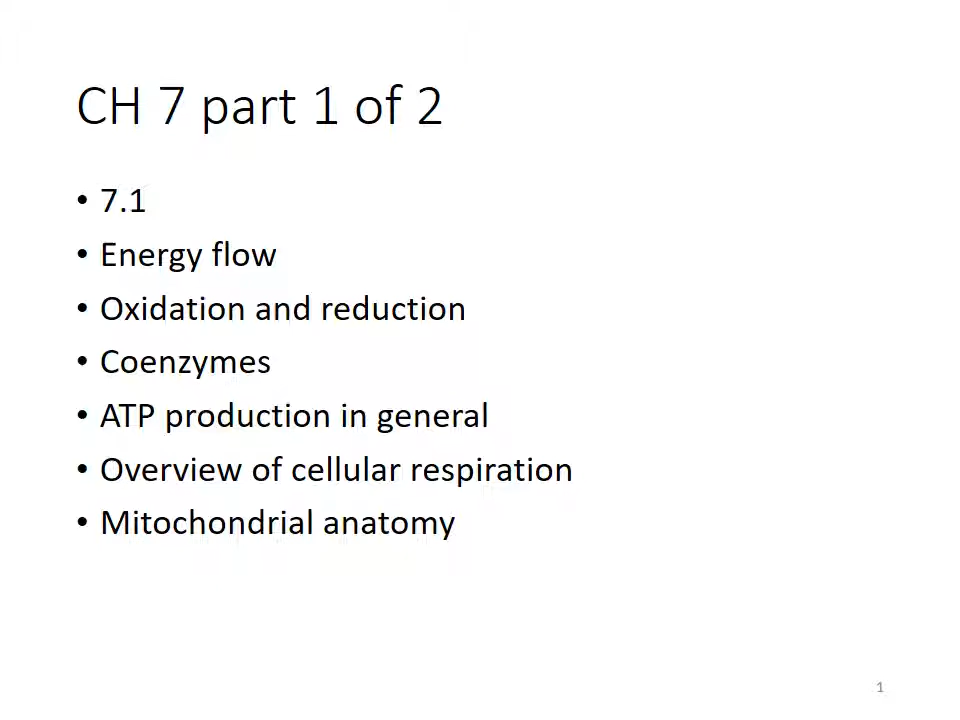 CH 7 part 1 of 2
• 7.1
• Energy flow
• Oxidation and reduction
• Coenzymes
• ATP production in general
• Overview of cellular respiration
• Mitochondrial anatomy
1